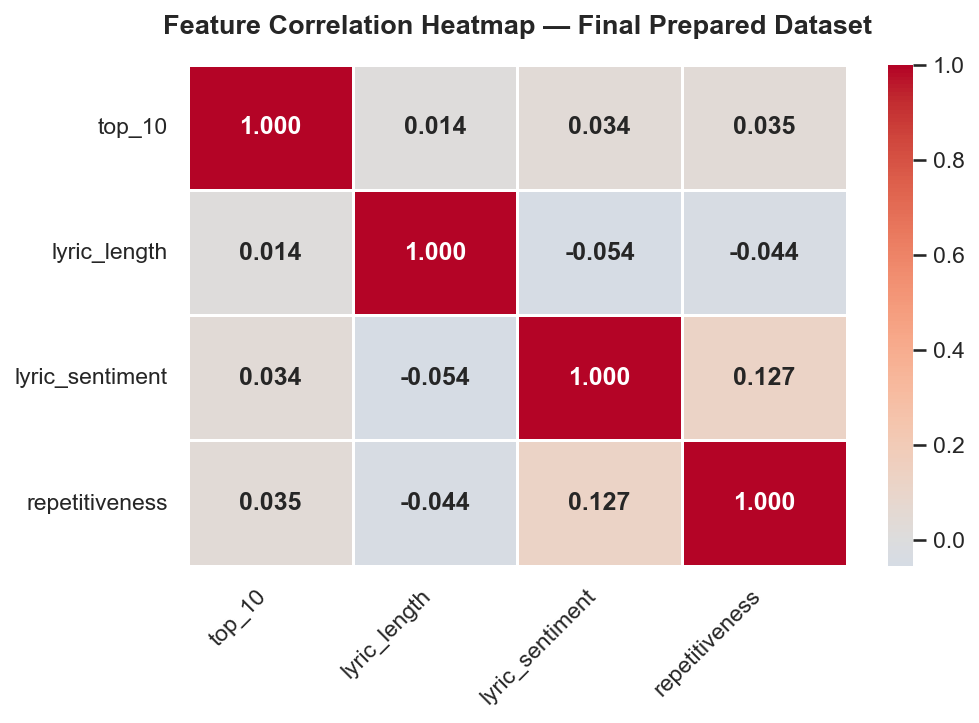 Feature Correlation Heatmap — Final Prepared Dataset
top_10 1.000 0.014 0.034 0.035
lyric_length 0.014 1.000 -0.054 -0.044
lyric_sentiment 0.034 -0.054 1.000 0.127
repetitiveness 0.035 -0.044 0.127 1.000
top_10 lyric_length lyric_sentiment repetitiveness
1.0
0.8
0.6
0.4
0.2
0.0